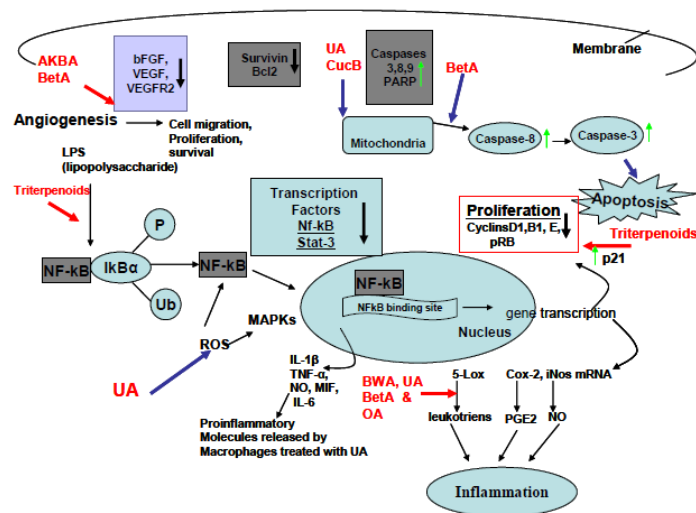 AKBA
BetA
bFGF,
VEGF,
VEGFR2
Survivin
Bcl2
UA
CucB
Caspases
3,8,9
PARP
BetA
Membrane
Angiogenesis
Cell migration,
Proliferation,
survival
Mitochondria
Caspase-8
Caspase-3
LPS
(lipopolysaccharide)
Triterpenoids
Transcription
Factors
Nf-kB
Stat-3
Proliferation
CyclinsD1,B1, E,
pRB
Apoptosis
Triterpenoids
p21
P
NF-kB
IkBα
Ub
NF-kB
NF-kB
NFkB binding site
Nucleus
gene transcription
MAPKs
ROS
UA
IL-1β
TNF-α,
NO, MIF,
IL-6
Proinflammatory
Molecules released by
Macrophages treated with UA
BWA, UA
BetA &
OA
5-Lox
Cox-2, iNos mRNA
leukotriens
PGE2
NO
Inflammation